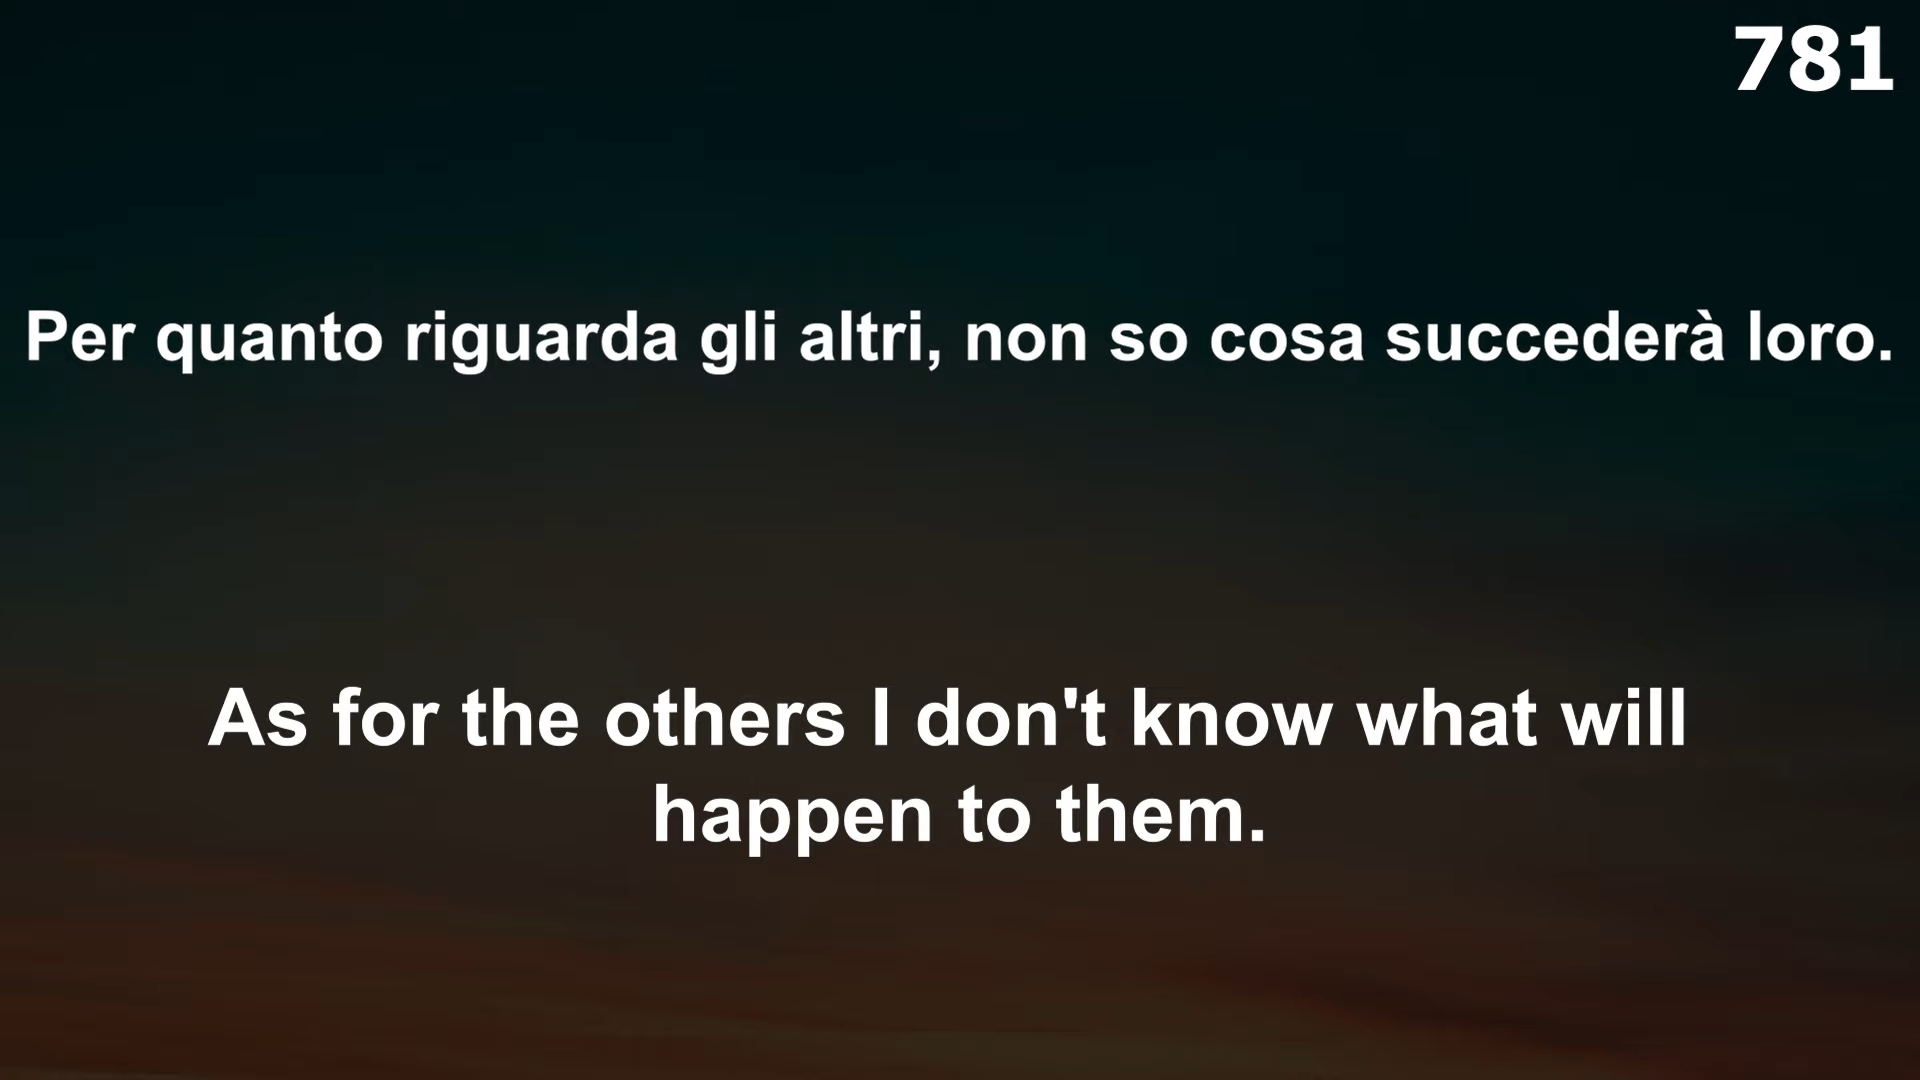 781
Per quanto riguarda gli altri, non so cosa succederà loro.
As for the others I don't know what will
happen to them.